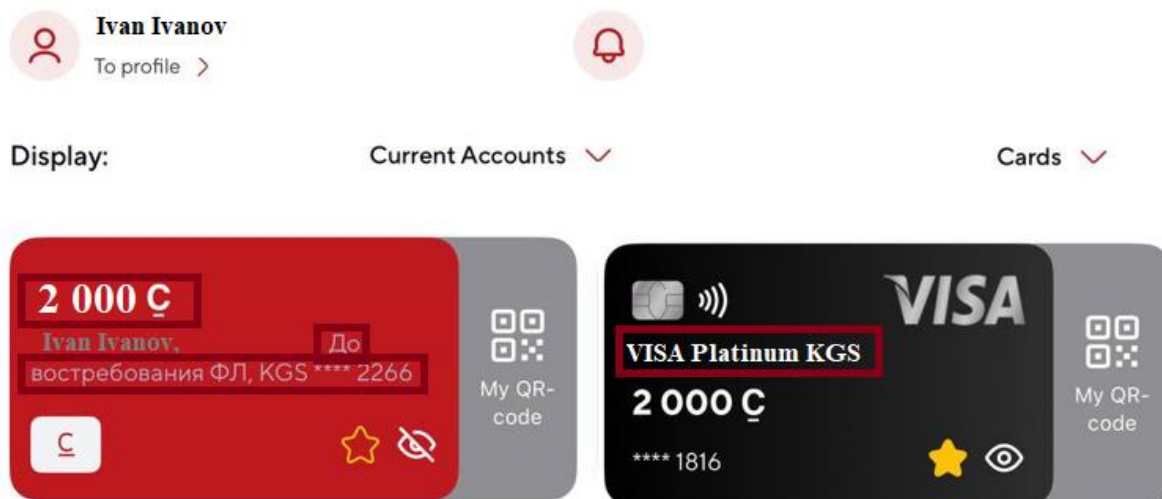 Ivan Ivanov
To profile >
Display:
Current Accounts
Cards
2 000 C̲
Ivan Ivanov,
До
востребования ФЛ, KGS **** 2266
C̲
My QR-
code
VISA
VISA Platinum KGS
2 000 C̲
**** 1816
My QR-
code